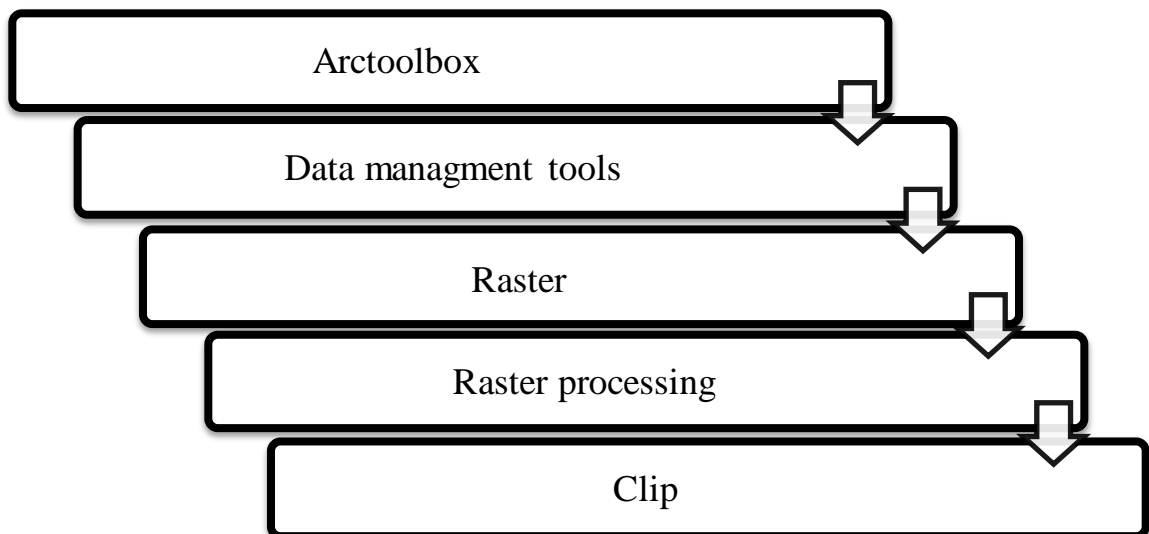 Arctoolbox
Data managment tools
Raster
Raster processing
Clip